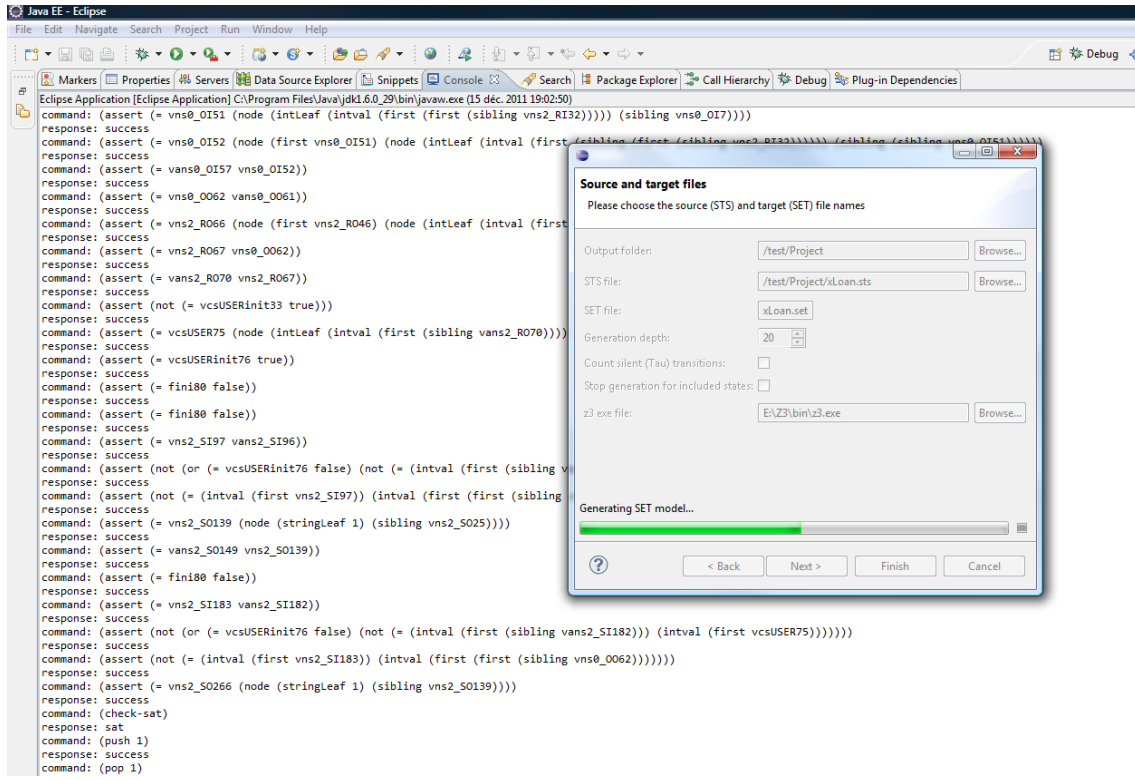 Java EE - Eclipse
File Edit Navigate Search Project Run Window Help
Debug
Markers Properties Servers Data Source Explorer Snippets Console Search Package Explorer Call Hierarchy Debug Plug-in Dependencies
Eclipse Application [Eclipse Application] C:\Program Files\Java\jdk1.6.0_29\bin\javaw.exe (15 déc. 2011 19:02:50)
command: (assert (= vns0_OI51 (node (intLeaf (intval (first (first (sibling vns2_RI32))))) (sibling vns0_OI7))))
response: success
command: (assert (= vns0_OI52 (node (first vns0_OI51) (node (intLeaf (intval (first (sibling (first (sibling vns2_RI32)))))) (sibling (sibling vns0_OI51))))))
response: success
command: (assert (= vans0_OI57 vns0_OI52))
response: success
command: (assert (= vns0_OO62 vans0_OO61))
response: success
command: (assert (= vns2_RO66 (node (first vns2_RO46) (node (intLeaf (intval (first
response: success
command: (assert (= vns2_RO67 vns0_OO62))
response: success
command: (assert (= vans2_RO70 vns2_RO67))
response: success
command: (assert (not (= vcsUSERinit33 true)))
response: success
command: (assert (= vcsUSER75 (node (intLeaf (intval (first (sibling vans2_RO70))))
response: success
command: (assert (= vcsUSERinit76 true))
response: success
command: (assert (= fini80 false))
response: success
command: (assert (= fini80 false))
response: success
command: (assert (= vns2_SI97 vans2_SI96))
response: success
command: (assert (not (or (= vcsUSERinit76 false) (not (= (intval (first (sibling v
response: success
command: (assert (not (= (intval (first vns2_SI97)) (intval (first (first (sibling
response: success
command: (assert (= vns2_SO139 (node (stringLeaf 1) (sibling vns2_SO25))))
response: success
command: (assert (= vans2_SO149 vns2_SO139))
response: success
command: (assert (= fini80 false))
response: success
command: (assert (= vns2_SI183 vans2_SI182))
response: success
command: (assert (not (or (= vcsUSERinit76 false) (not (= (intval (first (sibling vans2_SI182))) (intval (first vcsUSER75)))))))
response: success
command: (assert (not (= (intval (first vns2_SI183)) (intval (first (first (sibling vns0_OO62)))))))
response: success
command: (assert (= vns2_SO266 (node (stringLeaf 1) (sibling vns2_SO139))))
response: success
command: (check-sat)
response: sat
command: (push 1)
response: success
command: (pop 1)
Source and target files
Please choose the source (STS) and target (SET) file names
Output folder: /test/Project Browse...
STS file: /test/Project/xLoan.sts Browse...
SET file: xLoan.set
Generation depth: 20
Count silent (Tau) transitions:
Stop generation for included states:
z3 exe file: E:\Z3\bin\z3.exe Browse...
Generating SET model...
? < Back Next > Finish Cancel